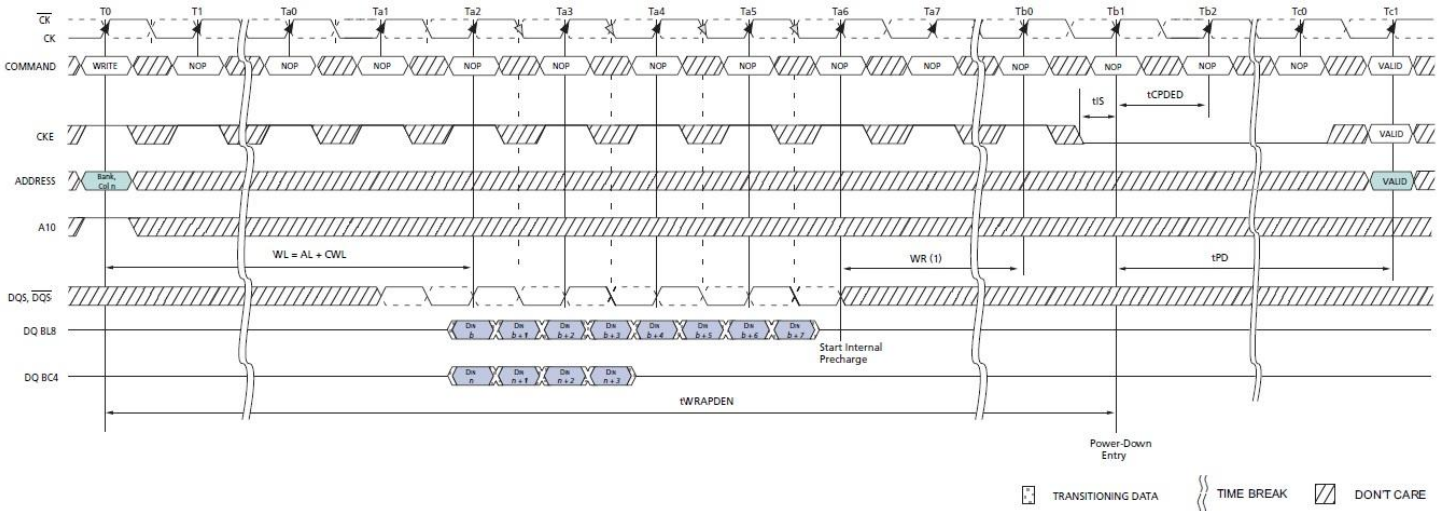 T0 T1 Ta0 Ta1 Ta2 Ta3 Ta4 Ta5 Ta6 Ta7 Tb0 Tb1 Tb2 Tc0 Tc1
CK
CK
COMMAND WRITE NOP NOP NOP NOP NOP NOP NOP NOP NOP NOP NOP NOP NOP VALID
tIS tCPDED
CKE VALID
ADDRESS Bank, Col n VALID
A10
WL = AL + CWL WR (1) tPD
DQS, DQS
DQ BL8 DIN b DIN b + 1 DIN b + 2 DIN b + 3 DIN b + 4 DIN b + 5 DIN b + 6 DIN b + 7
Start Internal
Precharge
DQ BC4 DIN n DIN n + 1 DIN n + 2 DIN n + 3
tWRAPDEN
Power-Down
Entry
TRANSITIONING DATA TIME BREAK DON'T CARE